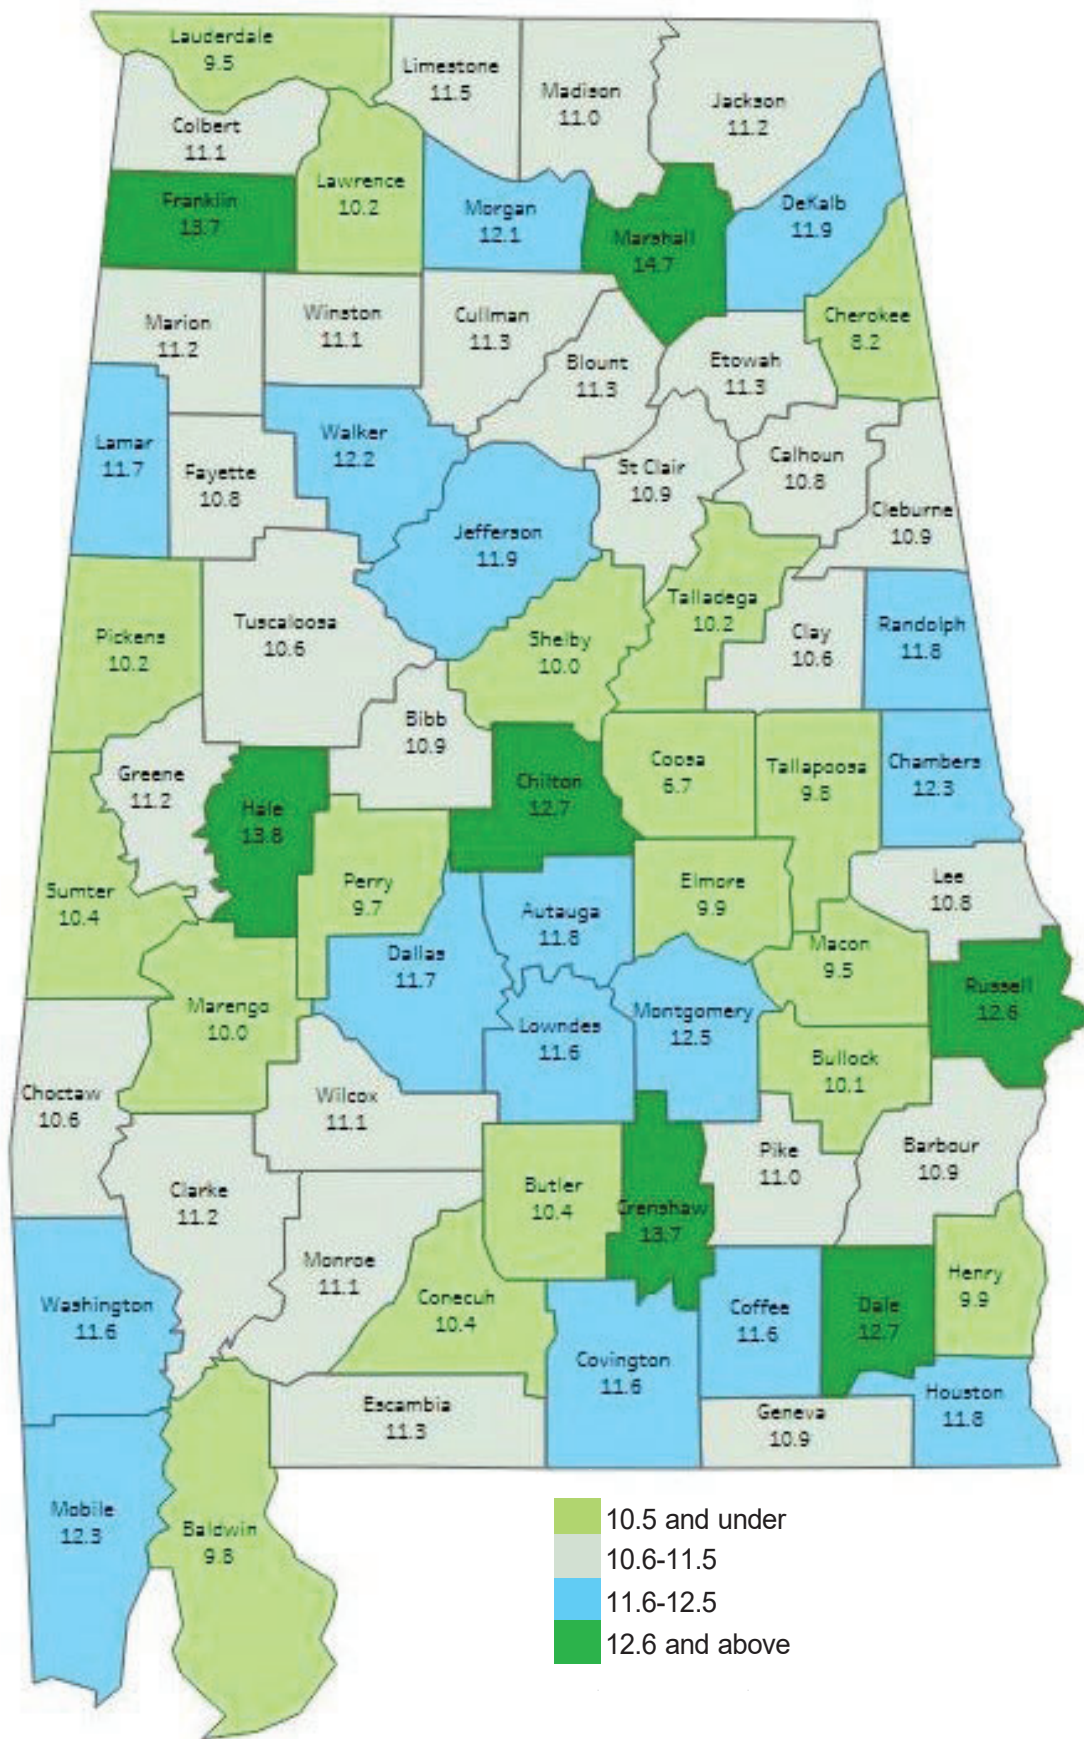 Lauderdale
9.5
Limestone
11.5
Madison
11.0
Jackson
11.2
Colbert
11.1
Franklin
13.7
Lawrence
10.2
Morgan
12.1
Marshall
14.7
DeKalb
11.9
Cherokee
8.2
Marion
11.2
Winston
11.1
Cullman
11.3
Blount
11.3
Etowah
11.3
Lamar
11.7
Fayette
10.8
Walker
12.2
Jefferson
11.9
St Clair
10.9
Calhoun
10.8
Cleburne
10.9
Pickens
10.2
Tuscaloosa
10.6
Shelby
10.0
Talladega
10.2
Clay
10.6
Randolph
11.8
Bibb
10.9
Greene
11.2
Hale
13.8
Chilton
12.7
Coosa
6.7
Tallapoosa
9.8
Chambers
12.3
Sumter
10.4
Perry
9.7
Autauga
11.8
Elmore
9.9
Lee
10.8
Dallas
11.7
Macon
9.5
Russell
12.6
Marengo
10.0
Lowndes
11.6
Montgomery
12.5
Bullock
10.1
Choctaw
10.6
Wilcox
11.1
Clarke
11.2
Butler
10.4
Crenshaw
13.7
Pike
11.0
Barbour
10.9
Monroe
11.1
Conecuh
10.4
Henry
9.9
Washington
11.6
Coffee
11.6
Dale
12.7
Covington
11.6
Houston
11.8
Escambia
11.3
Geneva
10.9
Mobile
12.3
Baldwin
9.8
10.5 and under
10.6-11.5
11.6-12.5
12.6 and above